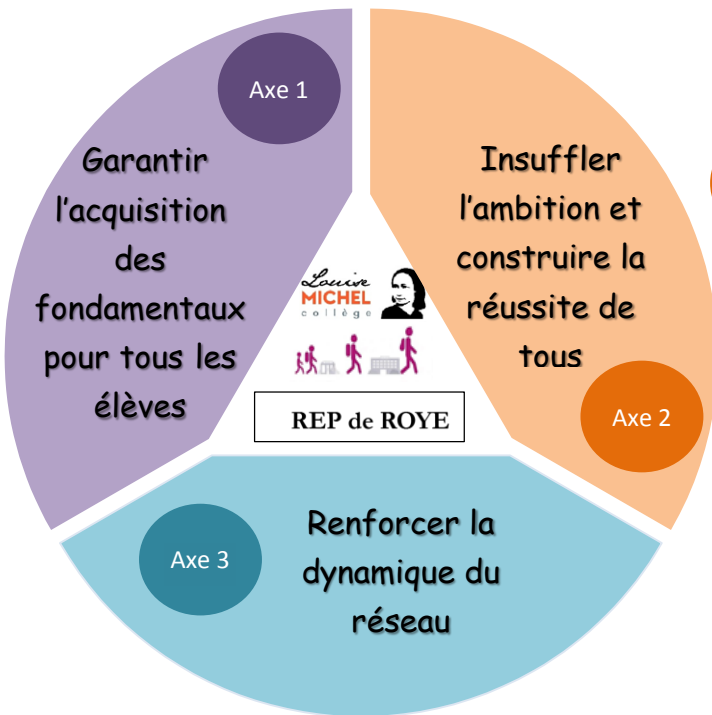 Axe 1
Garantir
l'acquisition
des
fondamentaux
pour tous les
élèves
Insuffler
l'ambition et
construire la
réussite de
tous
Axe 2
Louise
MICHEL
collège
REP de ROYE
Axe 3
Renforcer la
dynamique du
réseau